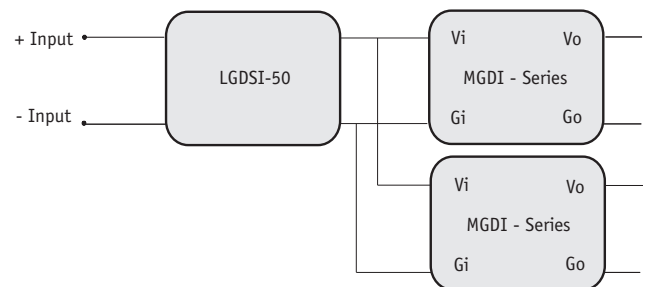 + Input
LGDSI-50
- Input
Vi Vo
MGDI - Series
Gi Go
Vi Vo
MGDI - Series
Gi Go